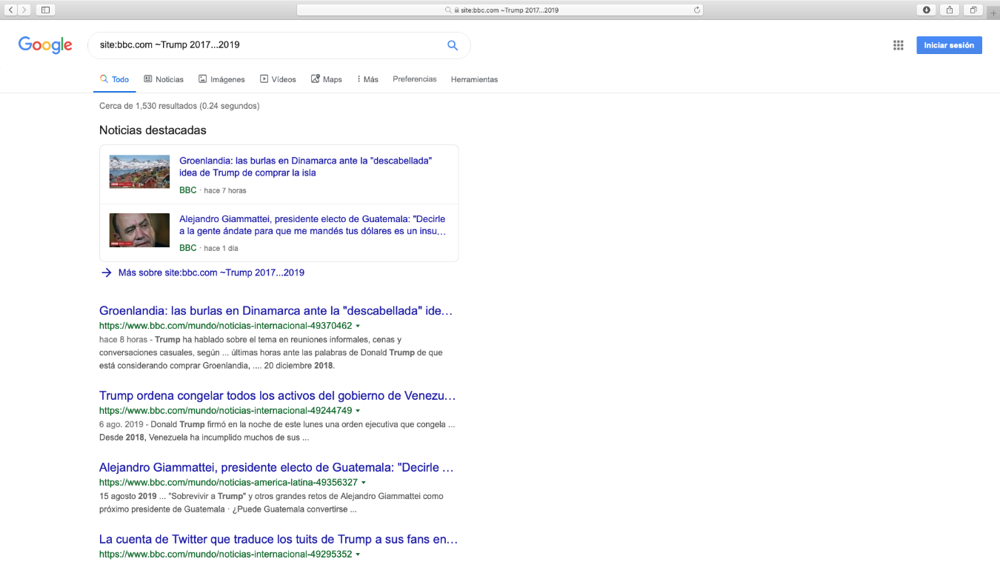 site:bbc.com ~Trump 2017...2019
Google
site:bbc.com ~Trump 2017...2019
Iniciar sesión
Todo Noticias Imágenes Vídeos Maps Más Preferencias Herramientas
Cerca de 1,530 resultados (0.24 segundos)
Noticias destacadas
Groenlandia: las burlas en Dinamarca ante la "descabellada"
idea de Trump de comprar la isla
BBC · hace 7 horas
Alejandro Giammattei, presidente electo de Guatemala: "Decirle
a la gente ándate para que me mandés tus dólares es un insu...
BBC · hace 1 día
Más sobre site:bbc.com ~Trump 2017...2019
Groenlandia: las burlas en Dinamarca ante la "descabellada" ide...
https://www.bbc.com/mundo/noticias-internacional-49370462
hace 8 horas - Trump ha hablado sobre el tema en reuniones informales, cenas y
conversaciones casuales, según ... últimas horas ante las palabras de Donald Trump de que
está considerando comprar Groenlandia, .... 20 diciembre 2018.
Trump ordena congelar todos los activos del gobierno de Venezu...
https://www.bbc.com/mundo/noticias-internacional-49244749
6 ago. 2019 - Donald Trump firmó en la noche de este lunes una orden ejecutiva que congela ...
Desde 2018, Venezuela ha incumplido muchos de sus ...
Alejandro Giammattei, presidente electo de Guatemala: "Decirle ...
https://www.bbc.com/mundo/noticias-america-latina-49356327
15 agosto 2019 ... "Sobrevivir a Trump" y otros grandes retos de Alejandro Giammattei como
próximo presidente de Guatemala · ¿Puede Guatemala convertirse ...
La cuenta de Twitter que traduce los tuits de Trump a sus fans en...
https://www.bbc.com/mundo/noticias-internacional-49295352